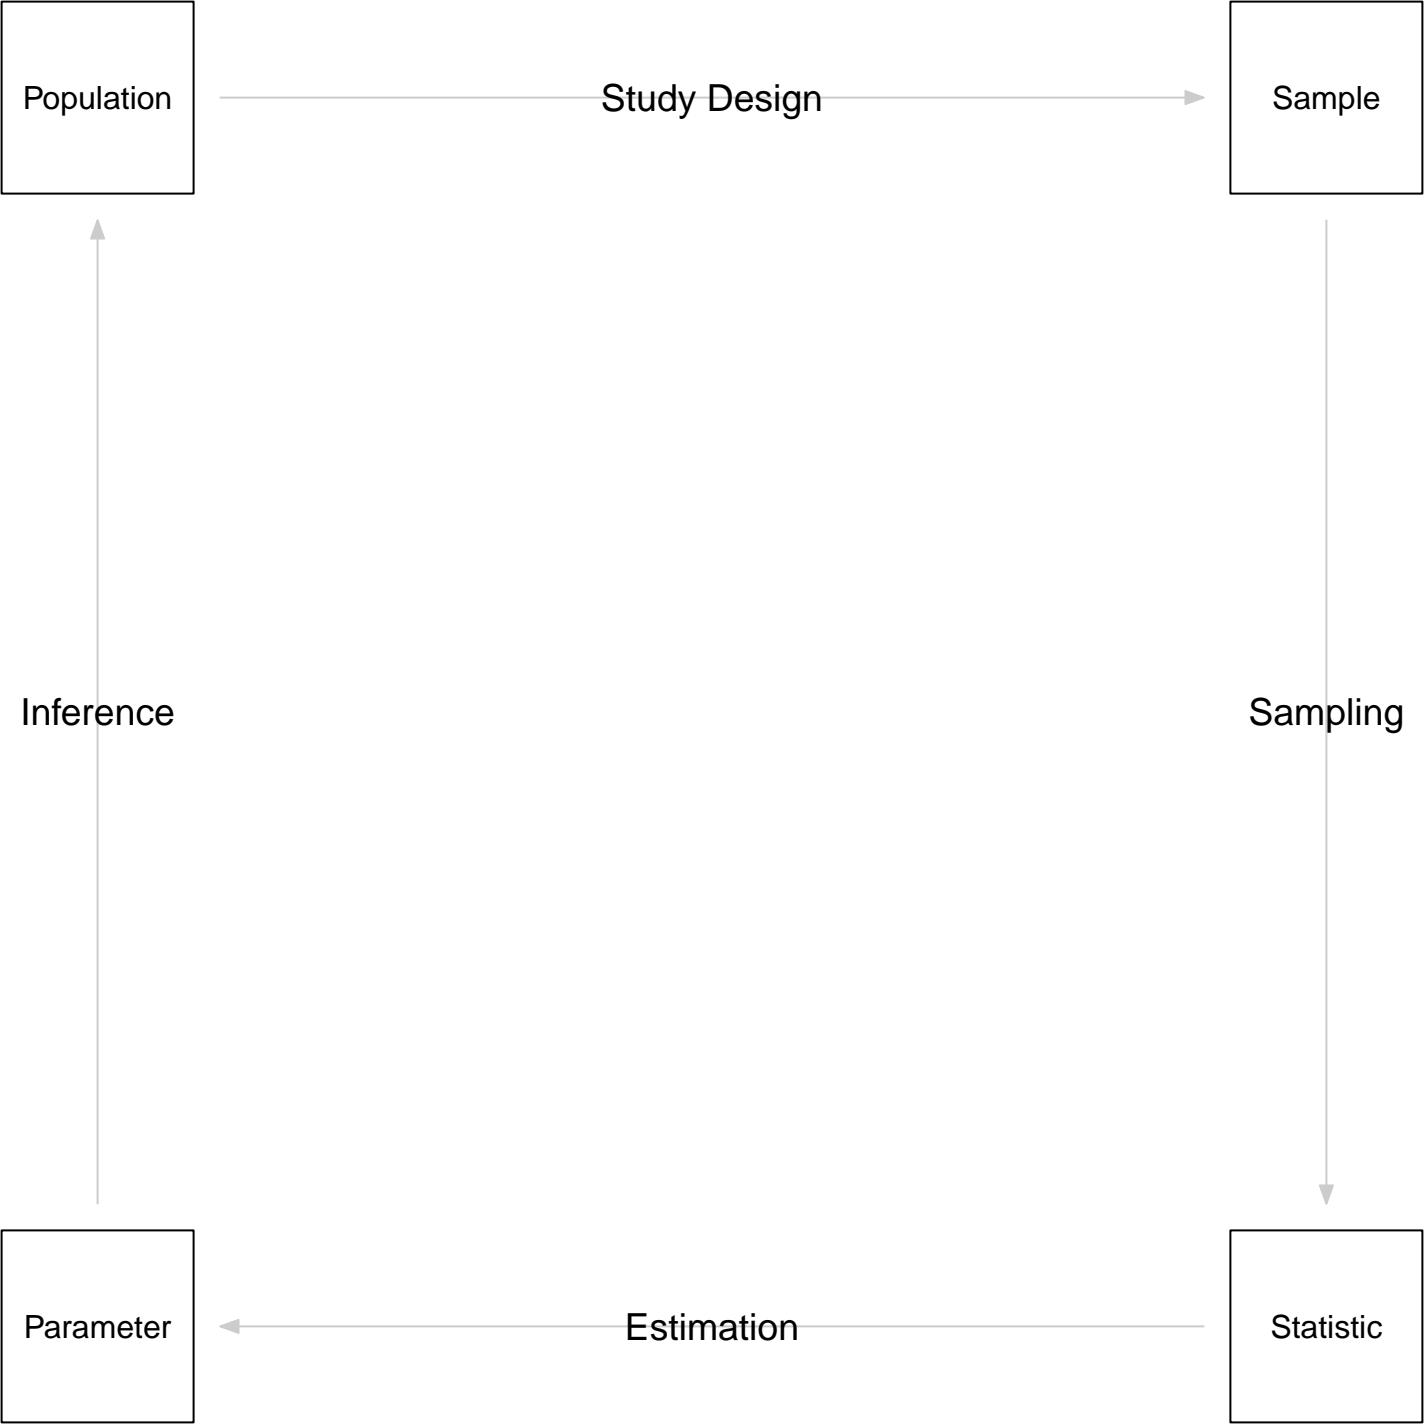 Population
Study Design
Sample
Inference
Sampling
Parameter
Estimation
Statistic